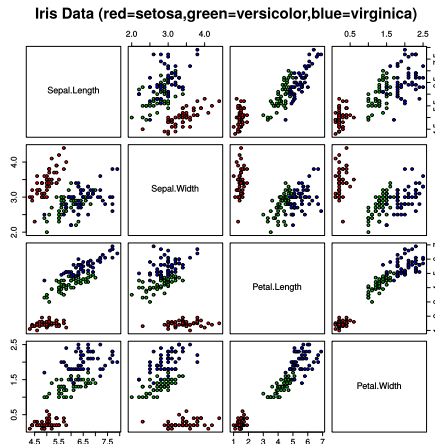 Iris Data (red=setosa,green=versicolor,blue=virginica)
2.0 3.0 4.0 0.5 1.5 2.5
Sepal.Length
Sepal.Width
2.0 3.0 4.0
Petal.Length
Petal.Width
0.5 1.5 2.5
4.5 5.5 6.5 7.5 1 2 3 4 5 6 7